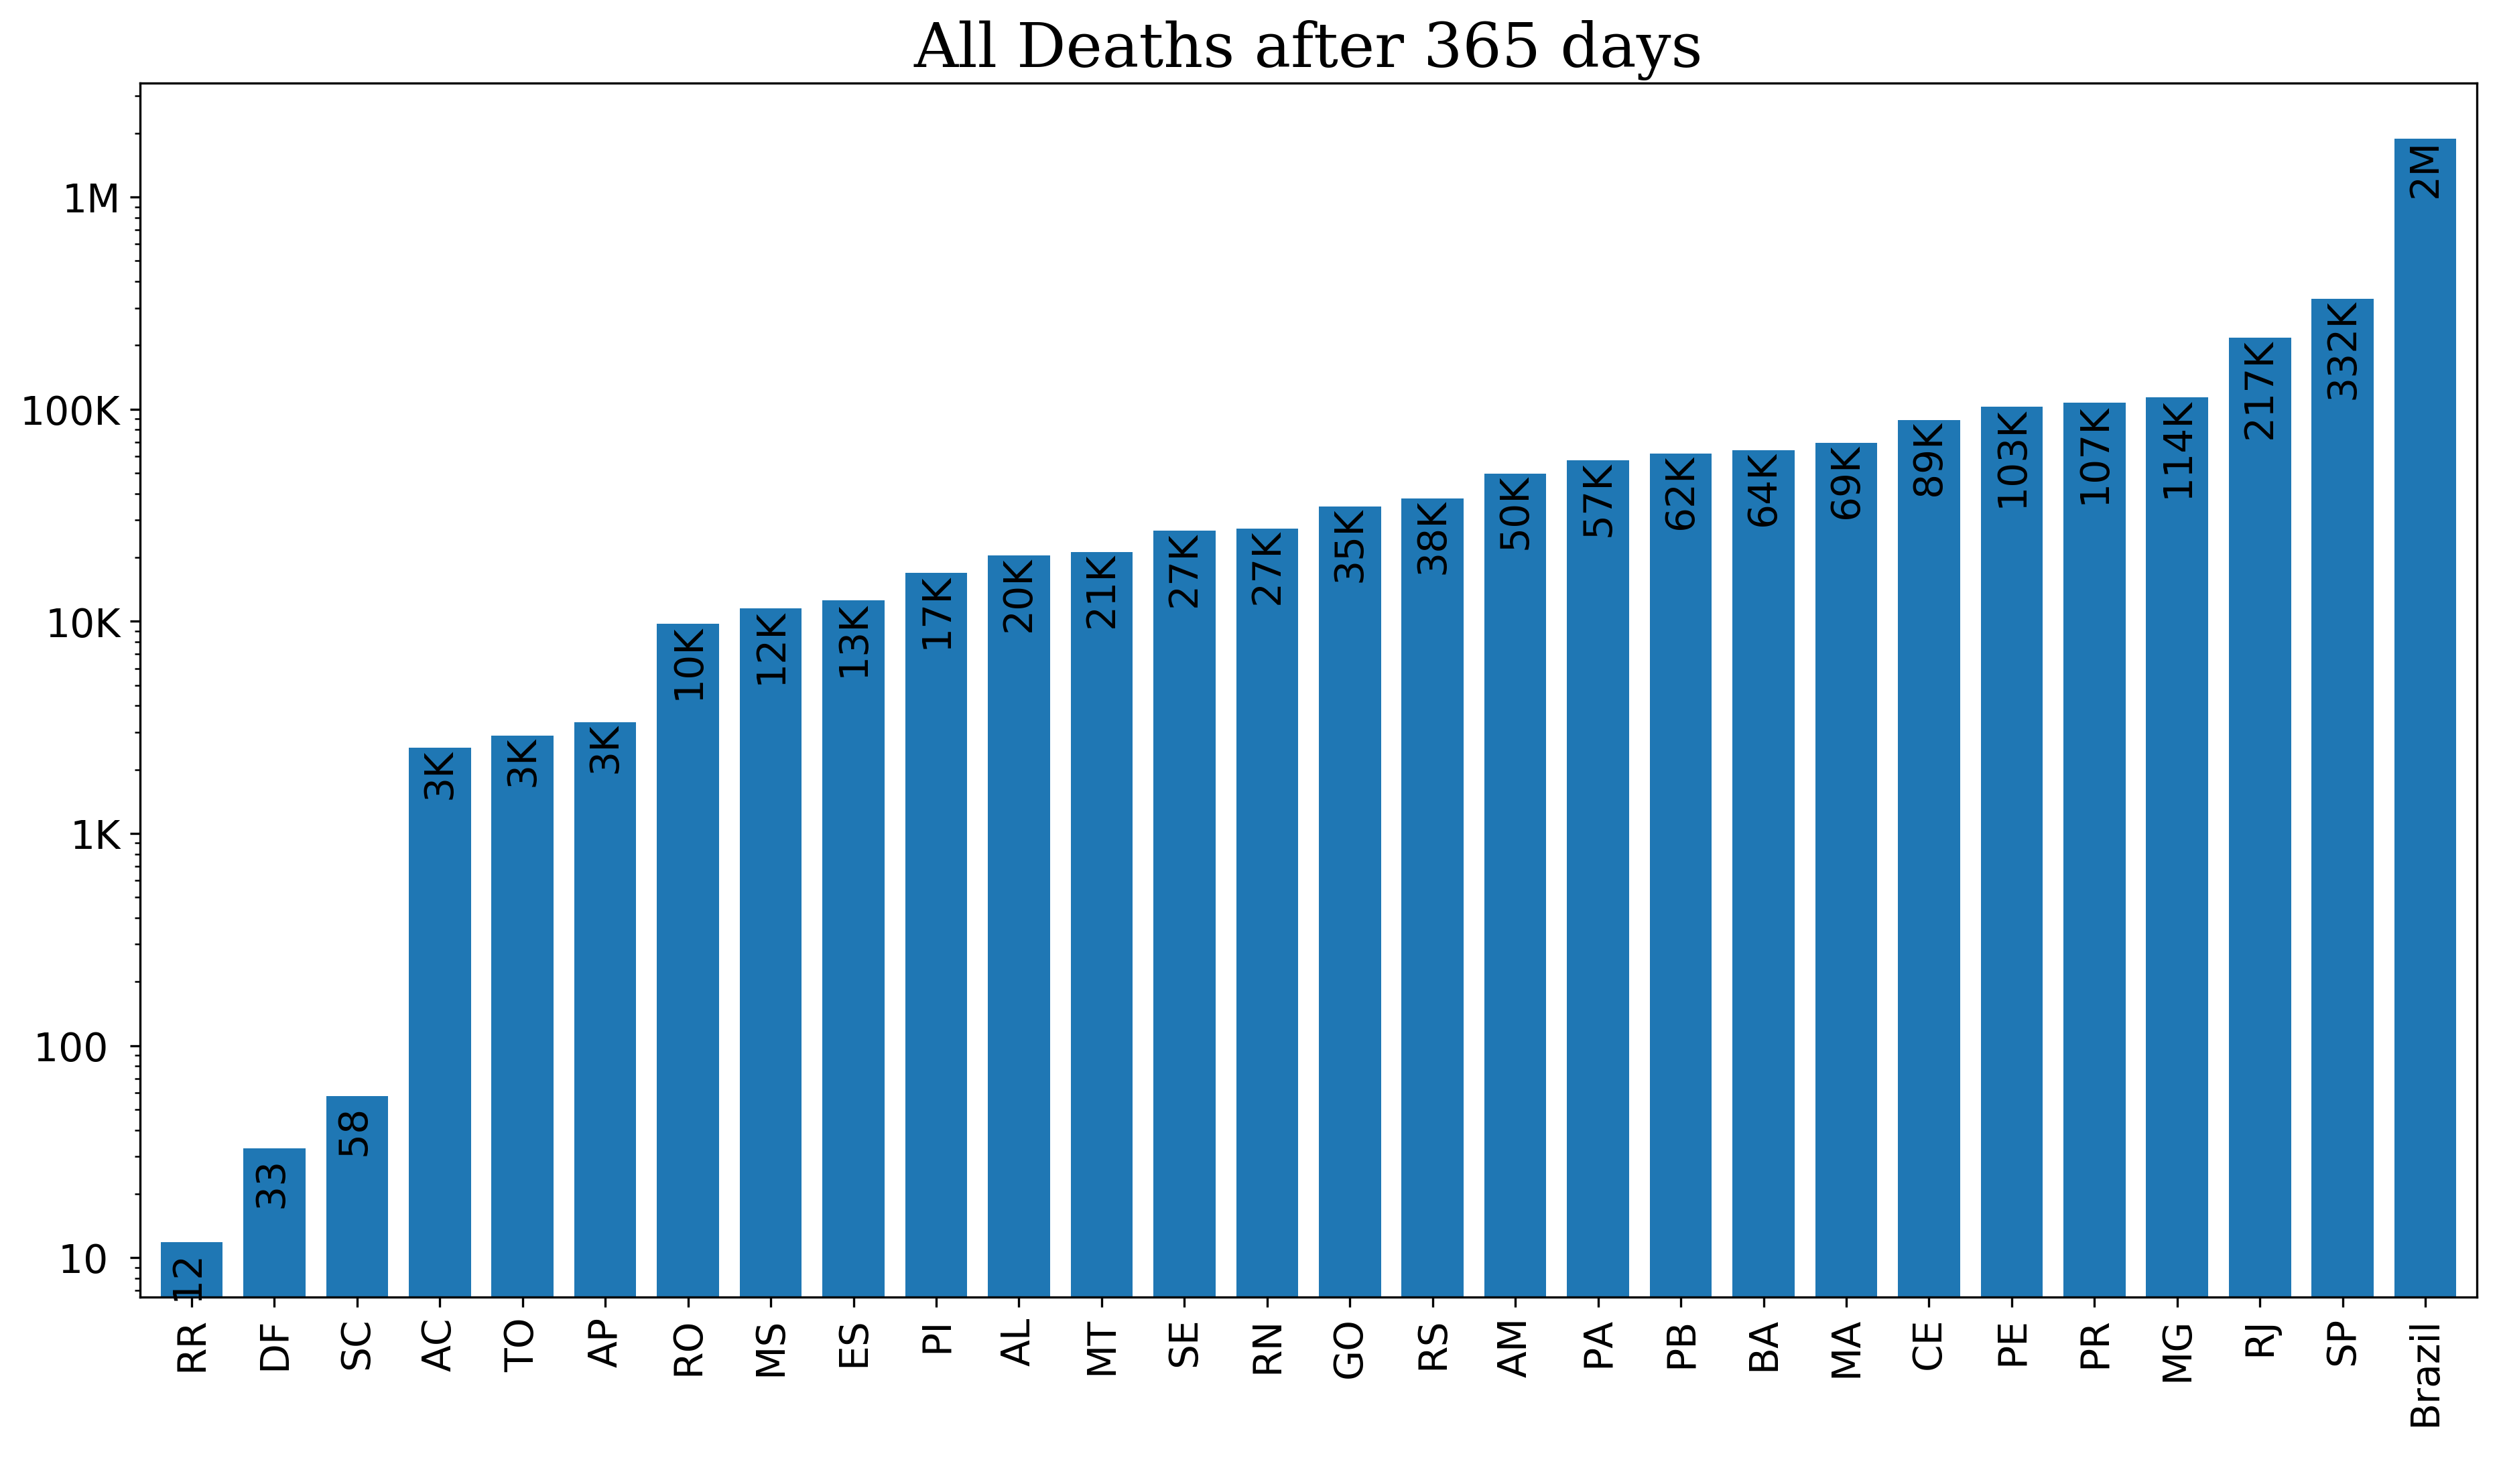 All Deaths after 365 days
1M
100K
10K
1K
100
10
12
33
58
3K
3K
3K
10K
12K
13K
17K
20K
21K
27K
27K
35K
38K
50K
57K
62K
64K
69K
89K
103K
107K
114K
217K
332K
2M
RR
DF
SC
AC
TO
AP
RO
MS
ES
PI
AL
MT
SE
RN
GO
RS
AM
PA
PB
BA
MA
CE
PE
PR
MG
RJ
SP
Brazil